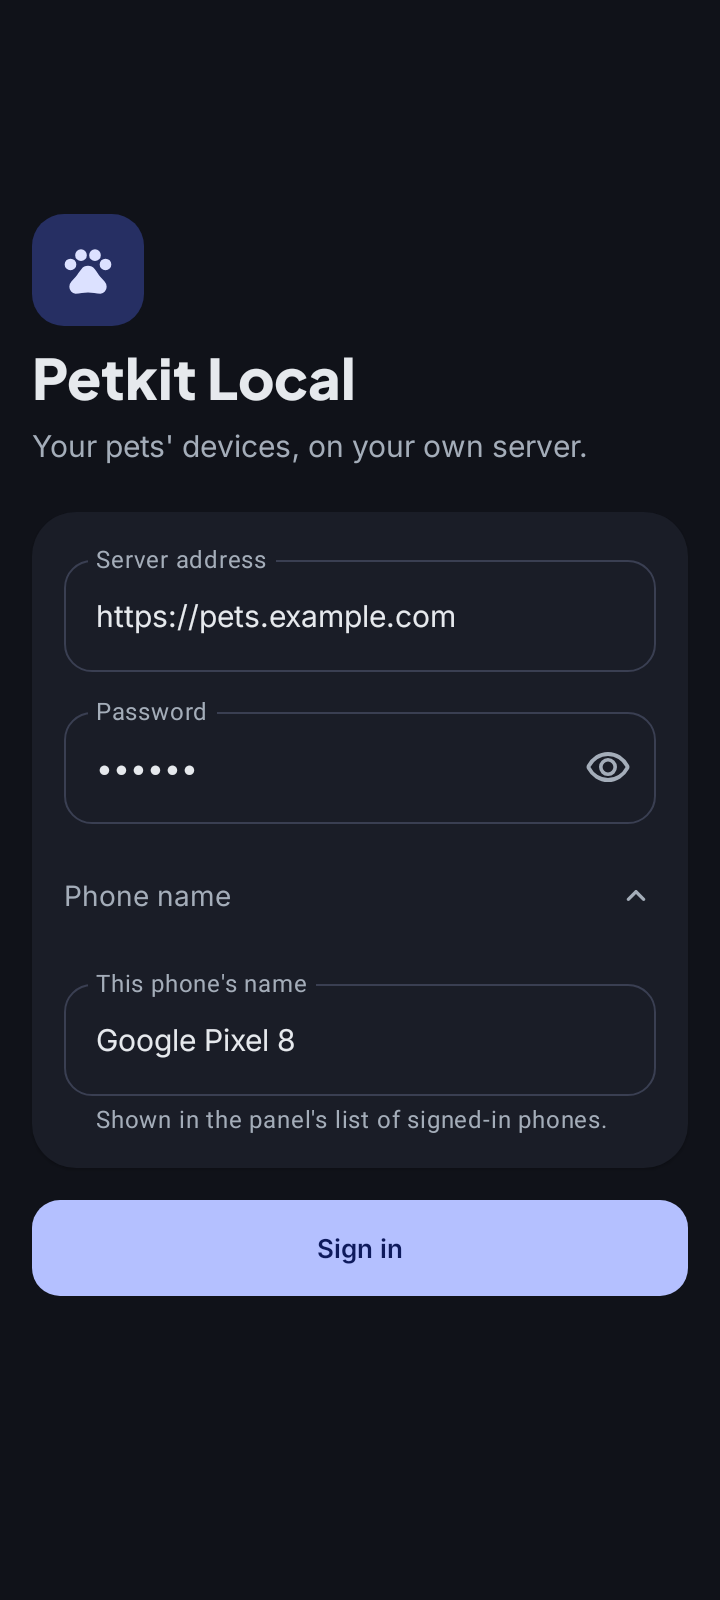 Petkit Local
Your pets' devices, on your own server.
Server address
https://pets.example.com
Password
••••••
Phone name
This phone's name
Google Pixel 8
Shown in the panel's list of signed-in phones.
Sign in